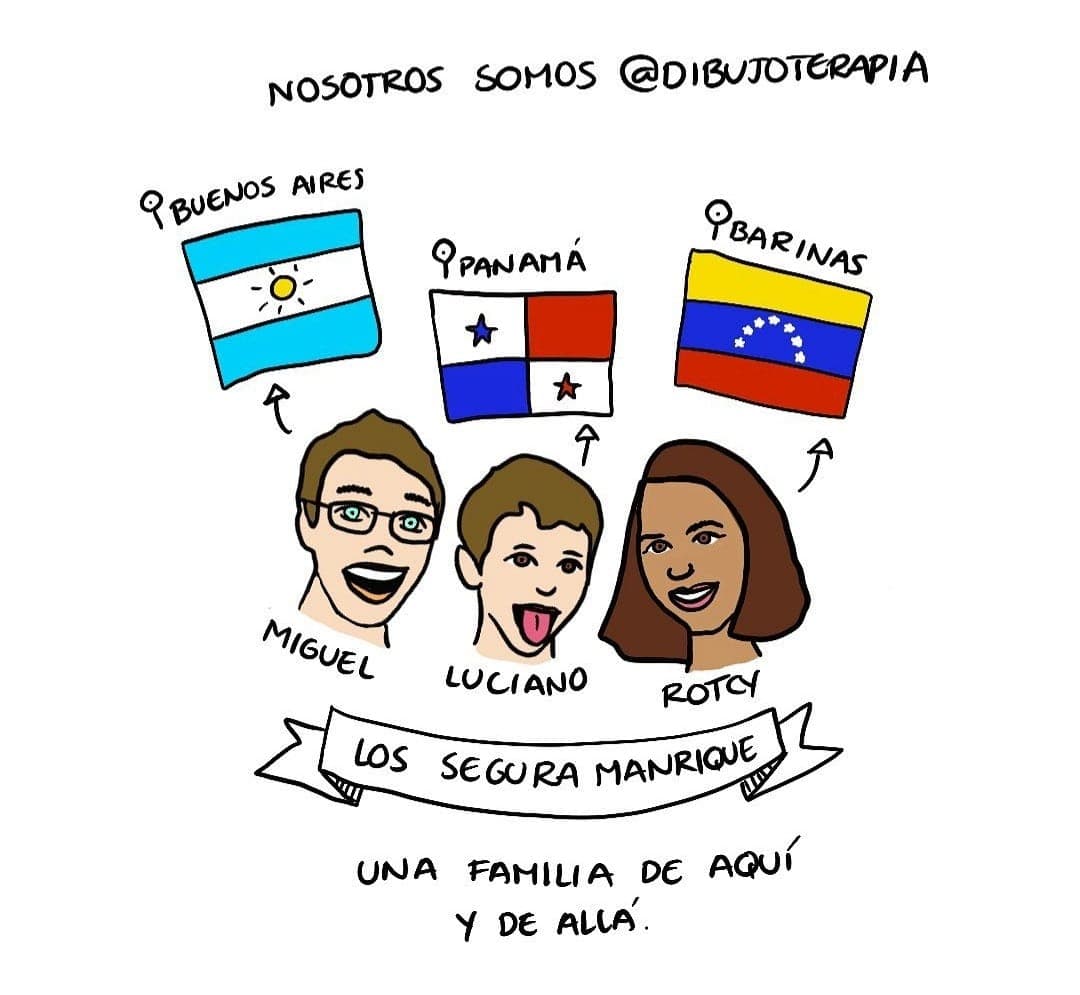 NOSOTROS SOMOS @DIBUJOTERAPIA
BUENOS AIRES
PANAMÁ
BARINAS
MIGUEL
LUCIANO
ROTCY
LOS SEGURA MANRIQUE
UNA FAMILIA DE AQUÍ
Y DE ALLÁ.